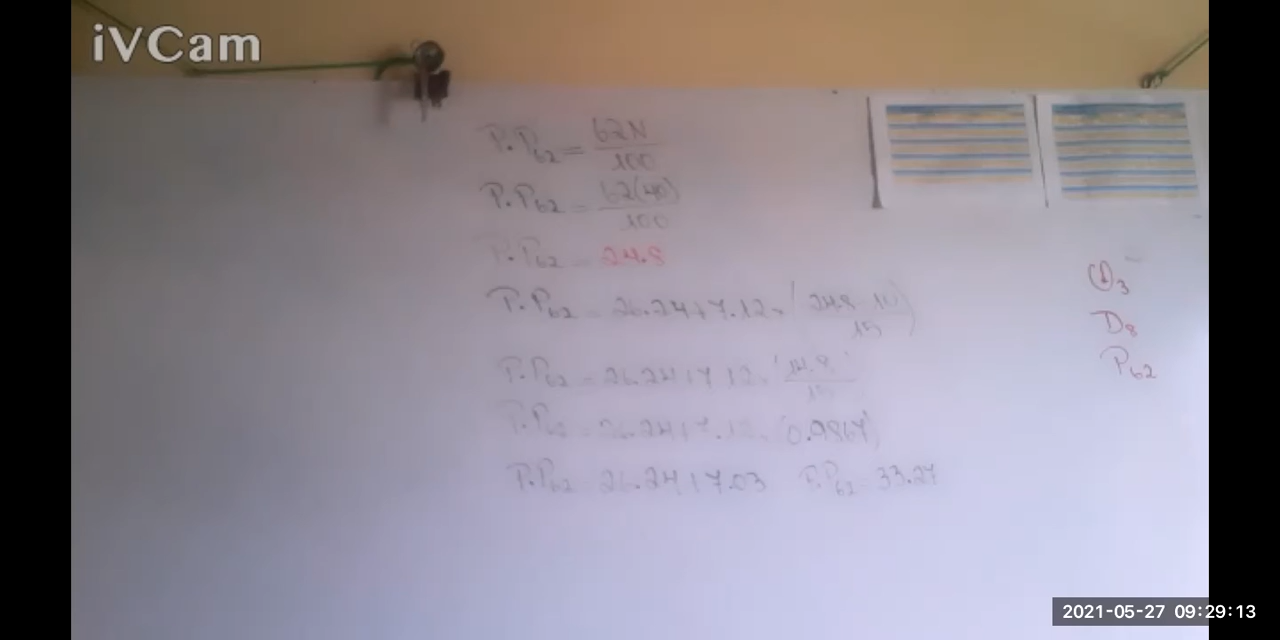 iVCam
P.P62 = 62N/100
P.P62 = 62(40)/100
P.P62 = 24.8
P.P62 = 26.24+7.12*(24.8-10/15)
P.P62 = 26.24+7.12*(14.8/15)
P.P62 = 26.24+7.12*(0.9867)
P.P62 = 26.24+7.03 P.P62 = 33.27
Q3
D8
P62
2021-05-27 09:29:13